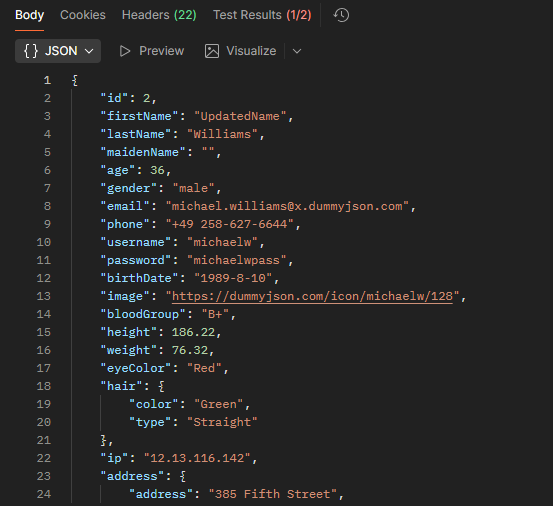 Body Cookies Headers (22) Test Results (1/2)
{} JSON Preview Visualize
1 {
2 "id": 2,
3 "firstName": "UpdatedName",
4 "lastName": "Williams",
5 "maidenName": "",
6 "age": 36,
7 "gender": "male",
8 "email": "michael.williams@x.dummyjson.com",
9 "phone": "+49 258-627-6644",
10 "username": "michaelw",
11 "password": "michaelwpass",
12 "birthDate": "1989-8-10",
13 "image": "https://dummyjson.com/icon/michaelw/128",
14 "bloodGroup": "B+",
15 "height": 186.22,
16 "weight": 76.32,
17 "eyeColor": "Red",
18 "hair": {
19 "color": "Green",
20 "type": "Straight"
21 },
22 "ip": "12.13.116.142",
23 "address": {
24 "address": "385 Fifth Street",